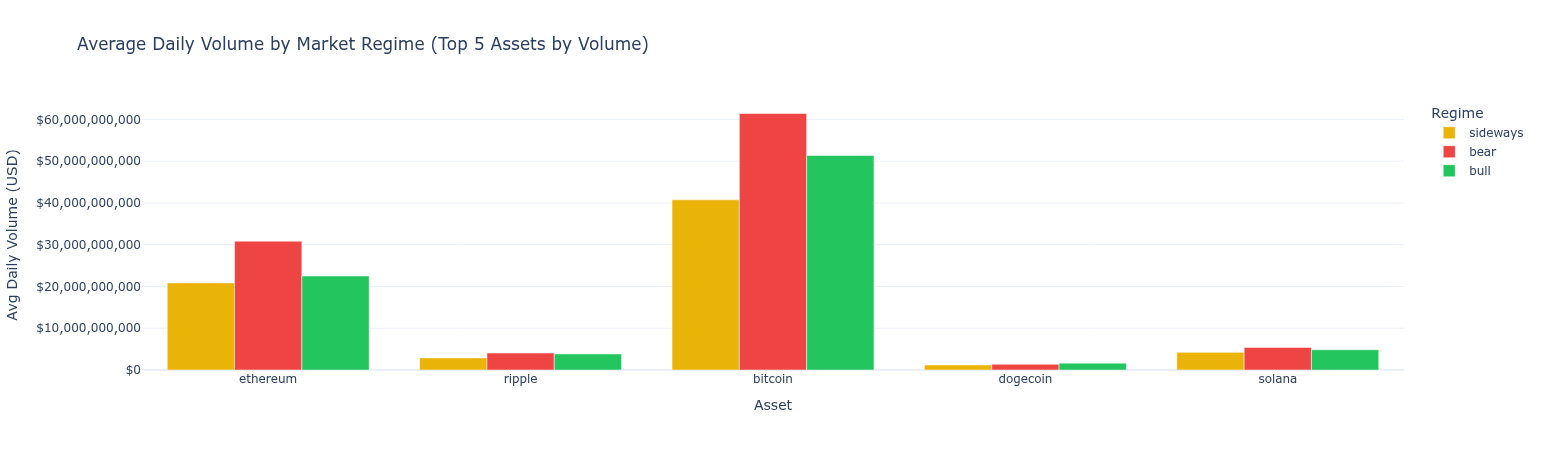 Average Daily Volume by Market Regime (Top 5 Assets by Volume)
Avg Daily Volume (USD)
$60,000,000,000
$50,000,000,000
$40,000,000,000
$30,000,000,000
$20,000,000,000
$10,000,000,000
$0
ethereum
ripple
bitcoin
dogecoin
solana
Asset
Regime
sideways
bear
bull